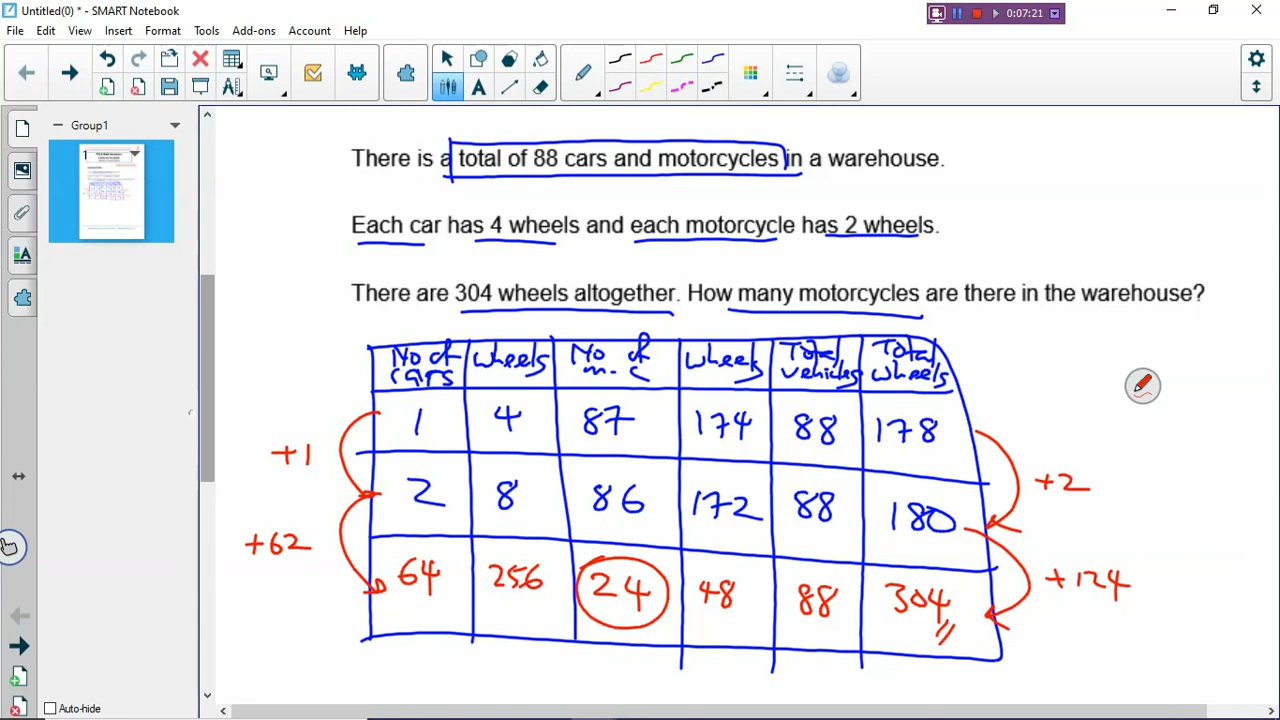 Untitled(0) * - SMART Notebook
00:07:21
File Edit View Insert Format Tools Add-ons Account Help
Group1
1
There is a total of 88 cars and motorcycles in a warehouse.
Each car has 4 wheels and each motorcycle has 2 wheels.
There are 304 wheels altogether. How many motorcycles are there in the warehouse?
No of cars wheels No of m.c wheels Total vehicles Total wheels
1 4 87 174 88 178
+1 +2
2 8 86 172 88 180
+62 +124
64 256 24 48 88 304
Auto-hide